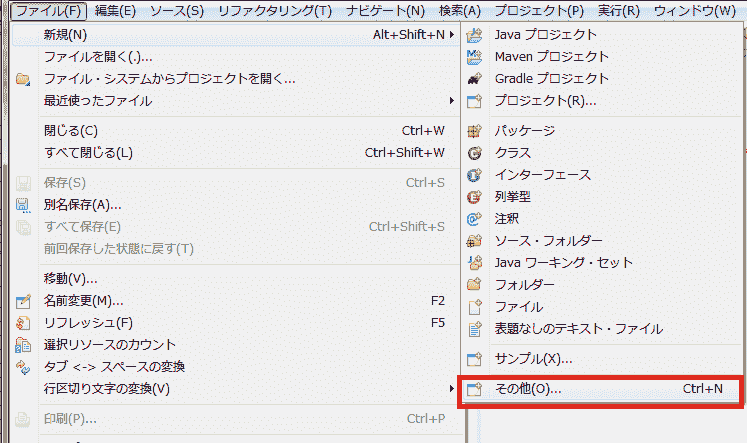 ファイル(F) 編集(E) ソース(S) リファクタリング(T) ナビゲート(N) 検索(A) プロジェクト(P) 実行(R) ウィンドウ(W)
新規(N) Alt+Shift+N
ファイルを開く(.)...
ファイル・システムからプロジェクトを開く...
最近使ったファイル
閉じる(C) Ctrl+W
すべて閉じる(L) Ctrl+Shift+W
保存(S) Ctrl+S
別名保存(A)...
すべて保存(E) Ctrl+Shift+S
前回保存した状態に戻す(T)
移動(V)...
名前変更(M)... F2
リフレッシュ(F) F5
選択リソースのカウント
タブ <-> スペースの変換
行区切り文字の変換(V)
印刷(P)... Ctrl+P
Java プロジェクト
Maven プロジェクト
Gradle プロジェクト
プロジェクト(R)...
パッケージ
クラス
インターフェース
列挙型
注釈
ソース・フォルダー
Java ワーキング・セット
フォルダー
ファイル
表題なしのテキスト・ファイル
サンプル(X)...
その他(O)... Ctrl+N